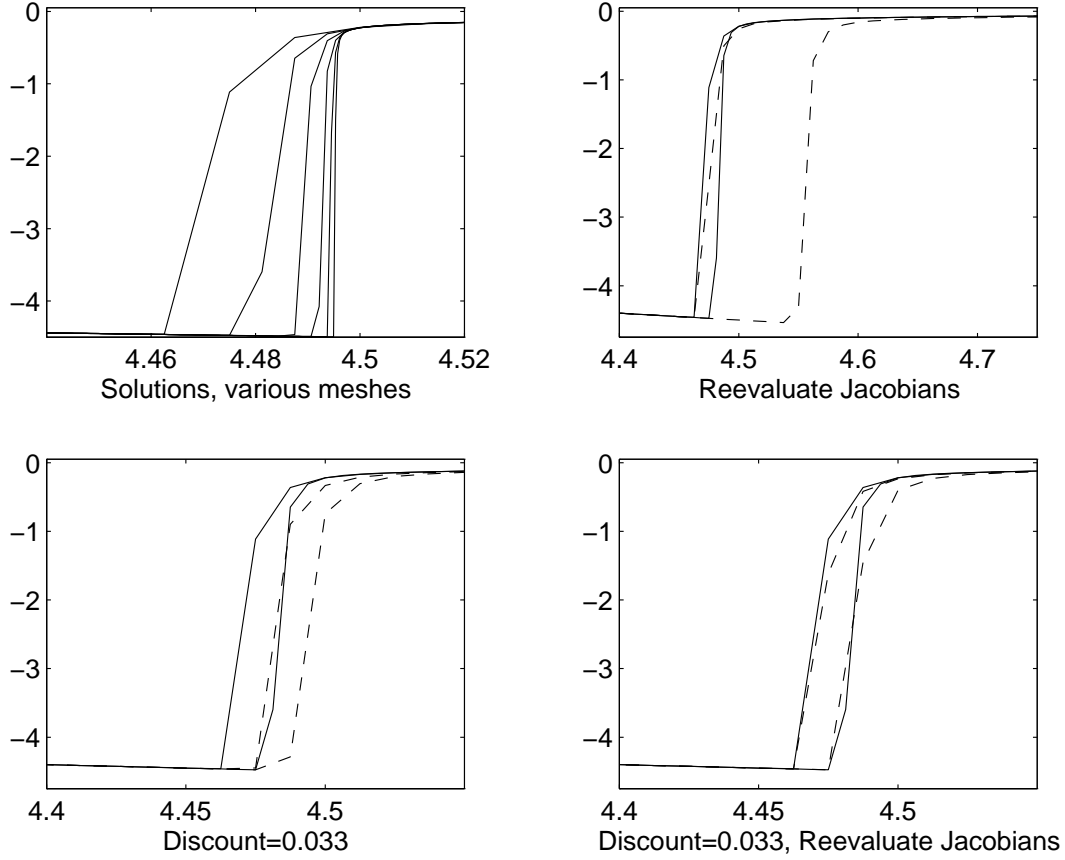 0
−1
−2
−3
−4
4.46 4.48 4.5 4.52
Solutions, various meshes
0
−1
−2
−3
−4
4.4 4.5 4.6 4.7
Reevaluate Jacobians
0
−1
−2
−3
−4
4.4 4.45 4.5
Discount=0.033
0
−1
−2
−3
−4
4.4 4.45 4.5
Discount=0.033, Reevaluate Jacobians